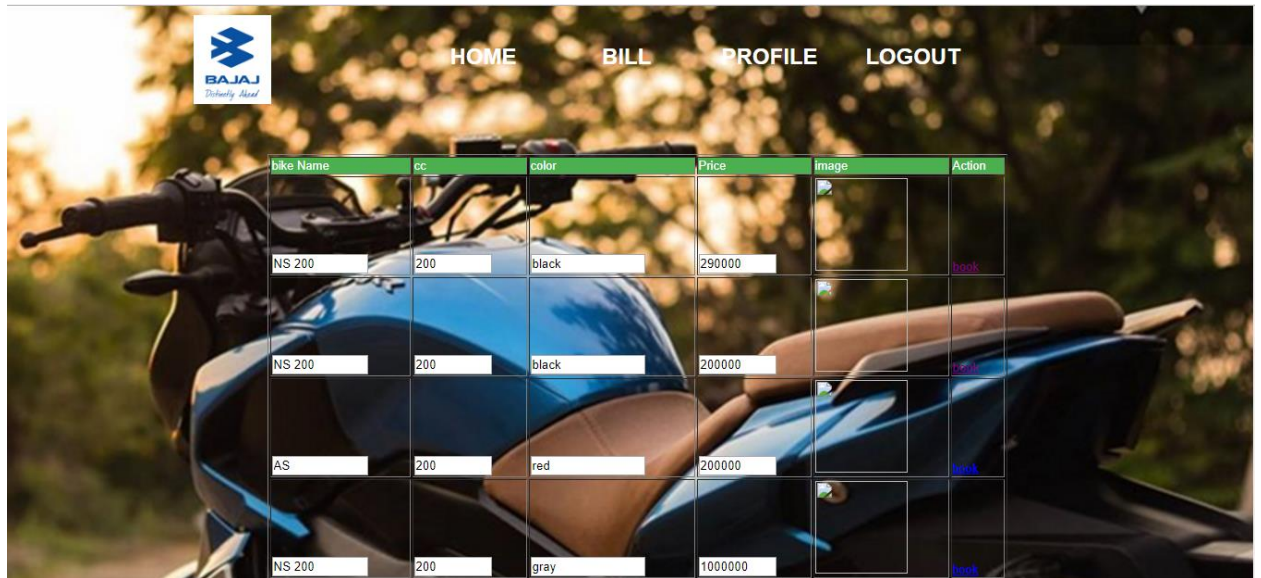 BAJAJ
Distinctly Ahead
HOME BILL PROFILE LOGOUT
bike Name cc color Price image Action
NS 200 200 black 290000 book
NS 200 200 black 200000 book
AS 200 red 200000 book
NS 200 200 gray 1000000 book